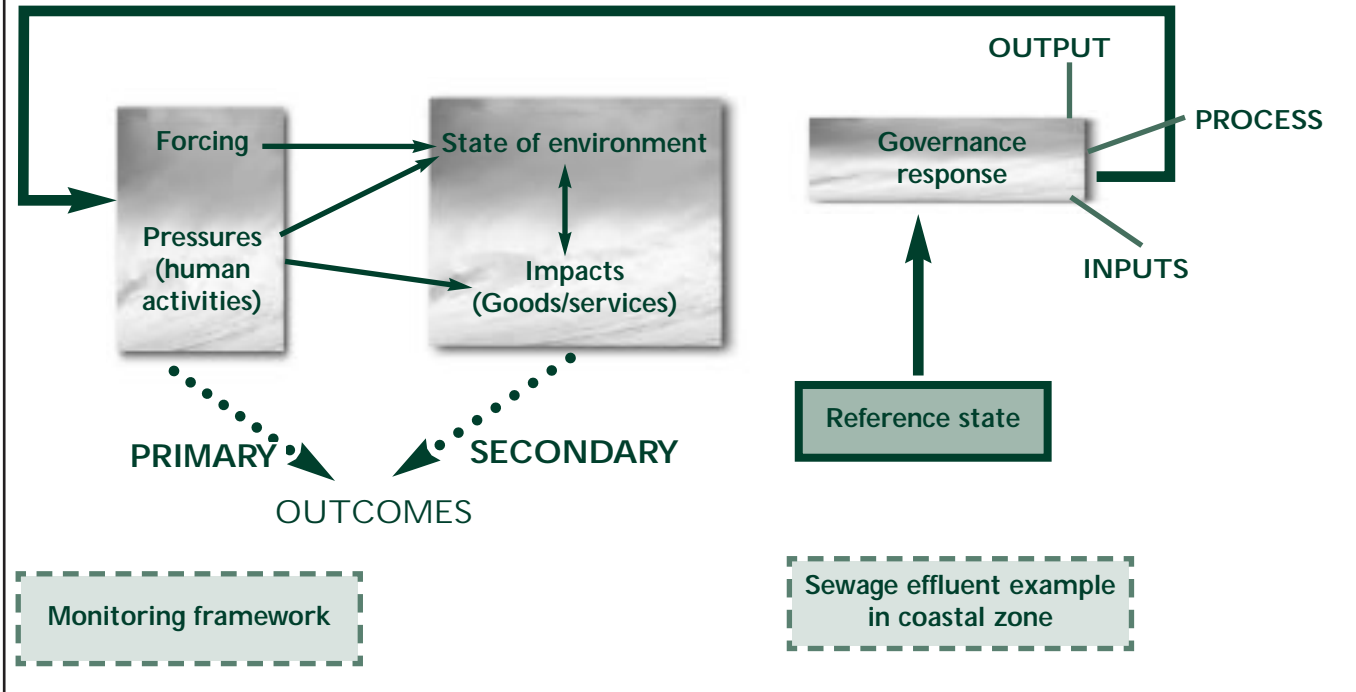 OUTPUT
PROCESS
Forcing
State of environment
Governance
response
Pressures
(human
activities)
Impacts
(Goods/services)
INPUTS
Reference state
PRIMARY
SECONDARY
OUTCOMES
Monitoring framework
Sewage effluent example
in coastal zone